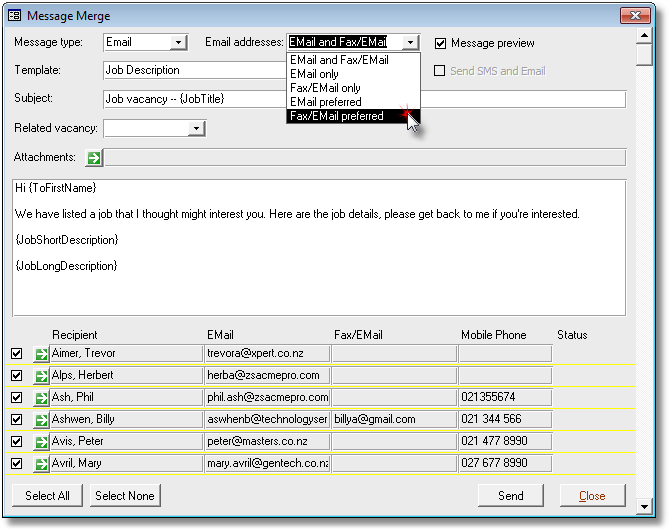 Message Merge
Message type: Email Email addresses: EMail and Fax/EMail Message preview
EMail and Fax/EMail
Template: Job Description EMail only Send SMS and Email
Fax/EMail only
Subject: Job vacancy -- {JobTitle} EMail preferred
Fax/EMail preferred
Related vacancy:
Attachments:
Hi {ToFirstName}
We have listed a job that I thought might interest you. Here are the job details, please get back to me if you're interested.
{JobShortDescription}
{JobLongDescription}
Recipient EMail Fax/EMail Mobile Phone Status
Aimer, Trevor trevora@xpert.co.nz
Alps, Herbert herba@zsacmepro.com
Ash, Phil phil.ash@zsacmepro.com 021355674
Ashwen, Billy aswhenb@technologyser billya@gmail.com 021 344 566
Avis, Peter peter@masters.co.nz 021 477 8990
Avril, Mary mary.avril@gentech.co.nz 027 677 8990
Select All Select None Send Close